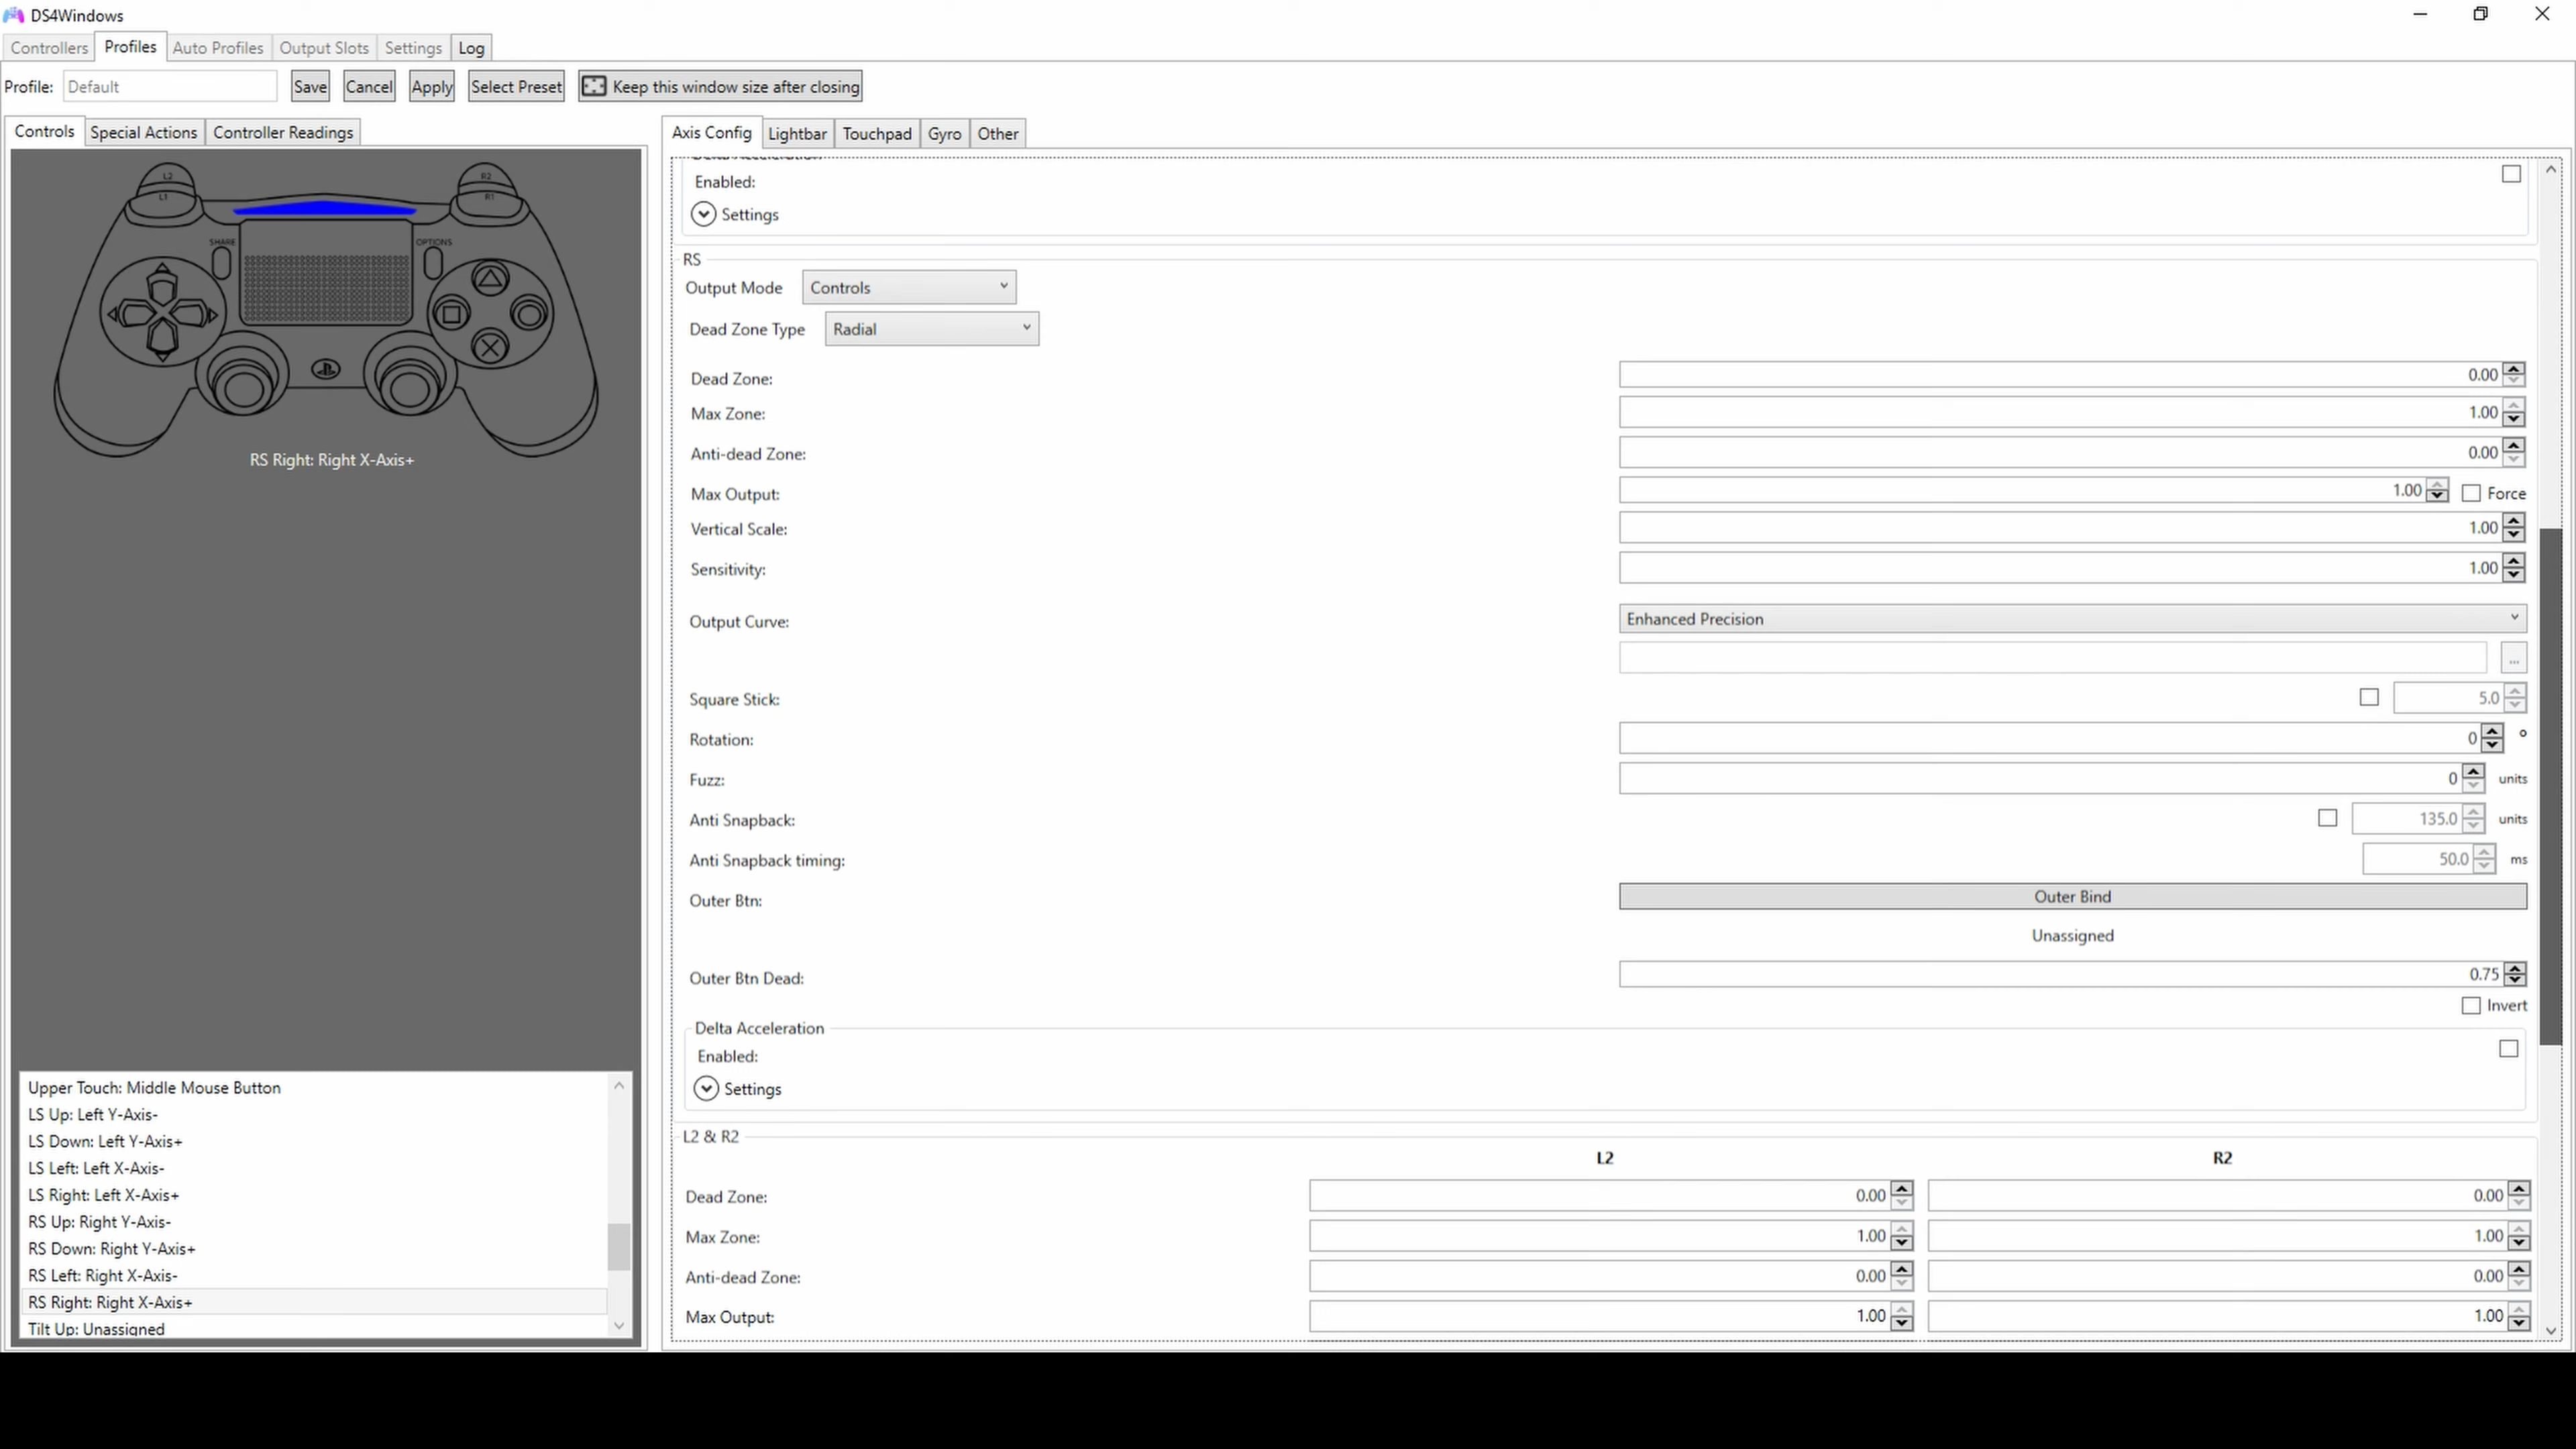 DS4Windows
Controllers Profiles Auto Profiles Output Slots Settings Log
Profile: Default Save Cancel Apply Select Preset Keep this window size after closing
Controls Special Actions Controller Readings
L2 R2
L1 R1
SHARE OPTIONS
RS Right: Right X-Axis+
Upper Touch: Middle Mouse Button
LS Up: Left Y-Axis-
LS Down: Left Y-Axis+
LS Left: Left X-Axis-
LS Right: Left X-Axis+
RS Up: Right Y-Axis-
RS Down: Right Y-Axis+
RS Left: Right X-Axis-
RS Right: Right X-Axis+
Tilt Up: Unassigned
Axis Config Lightbar Touchpad Gyro Other
Delta Acceleration
Enabled:
Settings
RS
Output Mode Controls
Dead Zone Type Radial
Dead Zone: 0.00
Max Zone: 1.00
Anti-dead Zone: 0.00
Max Output: 1.00 Force
Vertical Scale: 1.00
Sensitivity: 1.00
Output Curve: Enhanced Precision
...
Square Stick: 5.0
Rotation: 0 °
Fuzz: 0 units
Anti Snapback: 135.0 units
Anti Snapback timing: 50.0 ms
Outer Btn: Outer Bind
Unassigned
Outer Btn Dead: 0.75
Invert
Delta Acceleration
Enabled:
Settings
L2 & R2
L2 R2
Dead Zone: 0.00 0.00
Max Zone: 1.00 1.00
Anti-dead Zone: 0.00 0.00
Max Output: 1.00 1.00